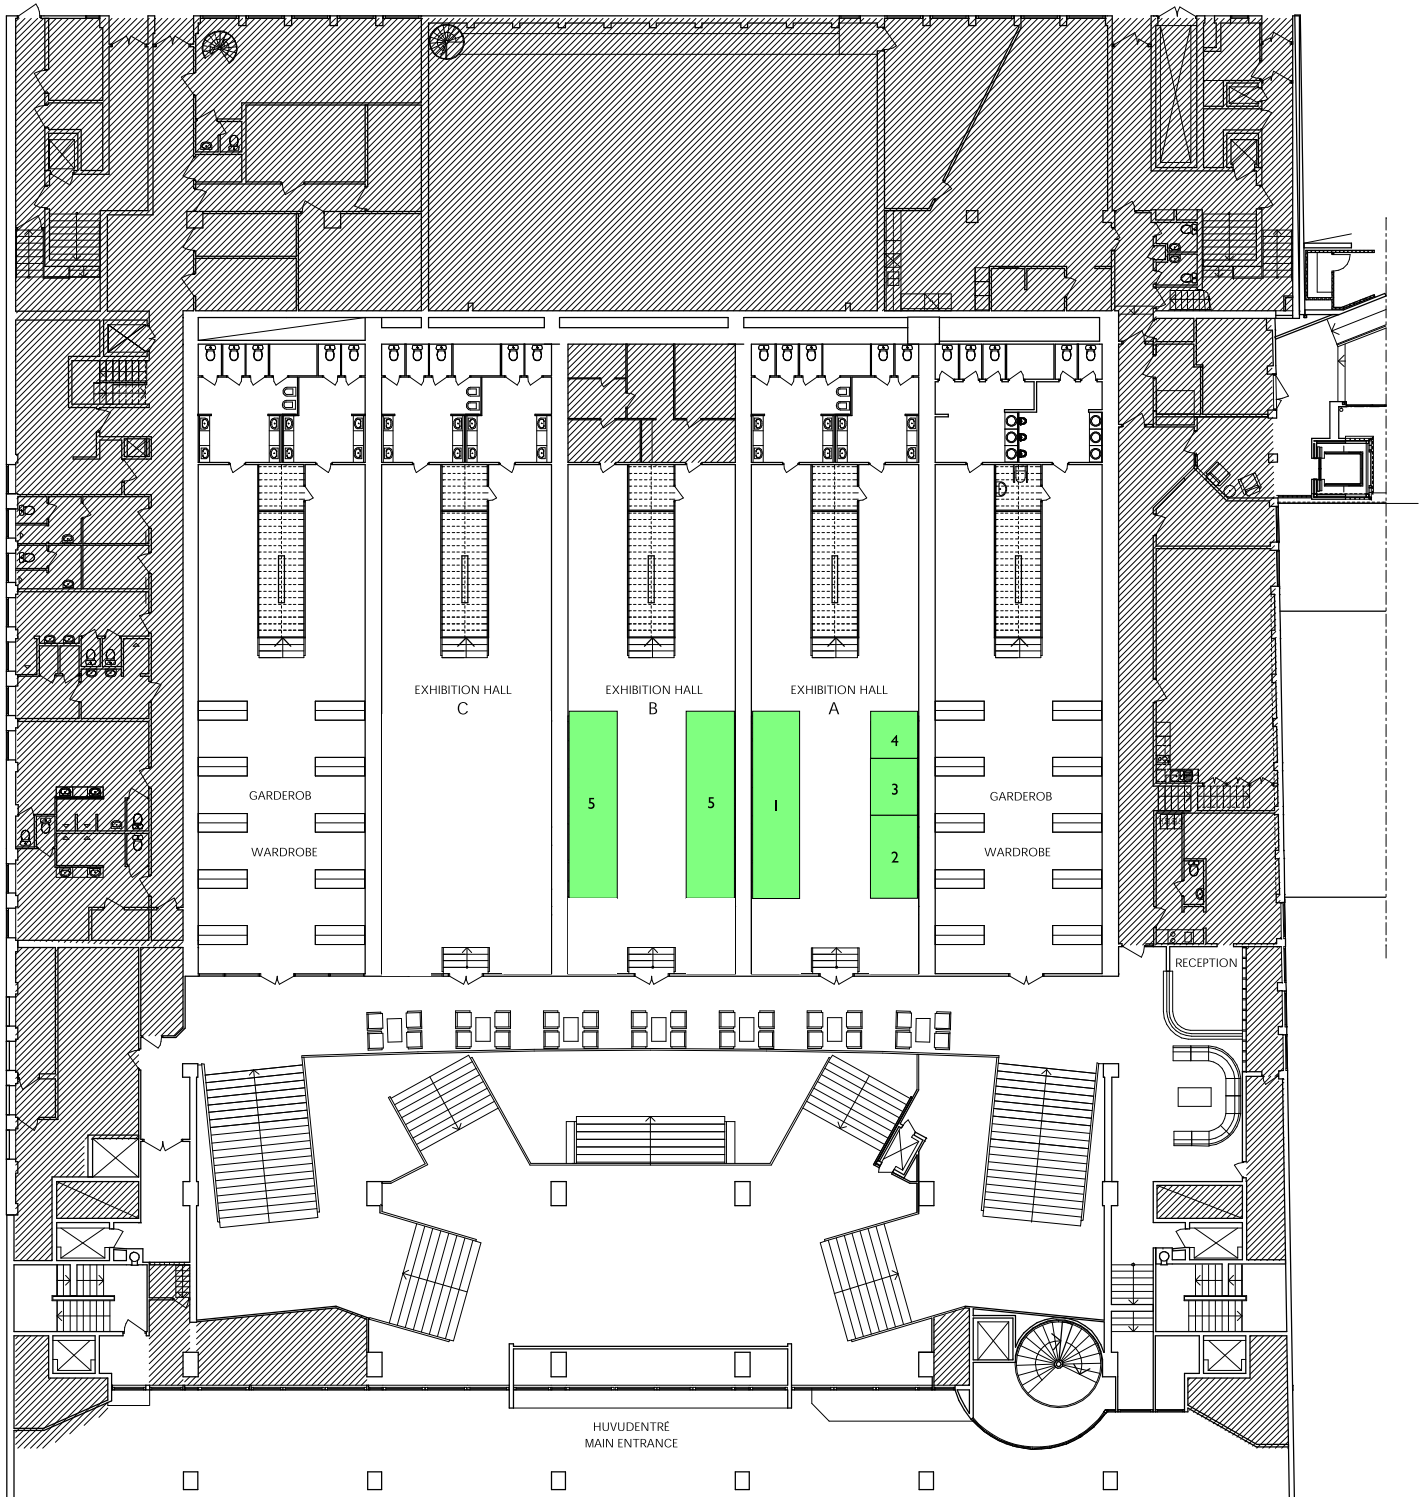 EXHIBITION HALL
C
EXHIBITION HALL
B
EXHIBITION HALL
A
4
3
5
5
1
2
GARDEROB
WARDROBE
GARDEROB
WARDROBE
RECEPTION
HUVUDENTRÉ
MAIN ENTRANCE